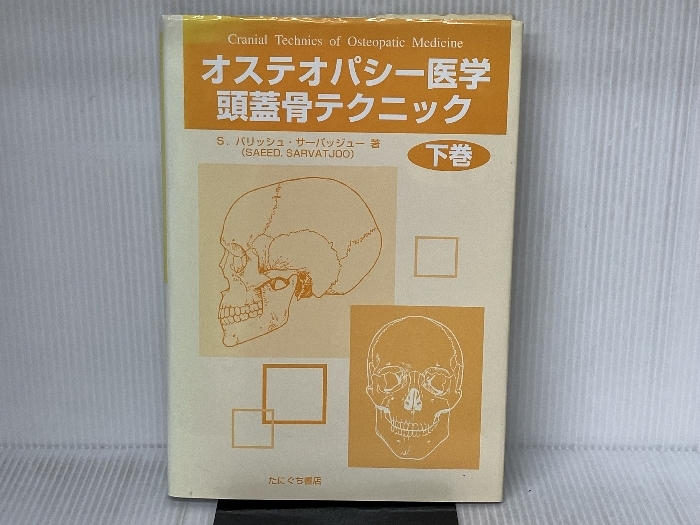 Cranial Technics of Osteopatic Medicine
オステオパシー医学
頭蓋骨テクニック
S．パリッシュ・サーバッジュー 著
(SAEED. SARVATJOO)
下巻
たにぐち書店